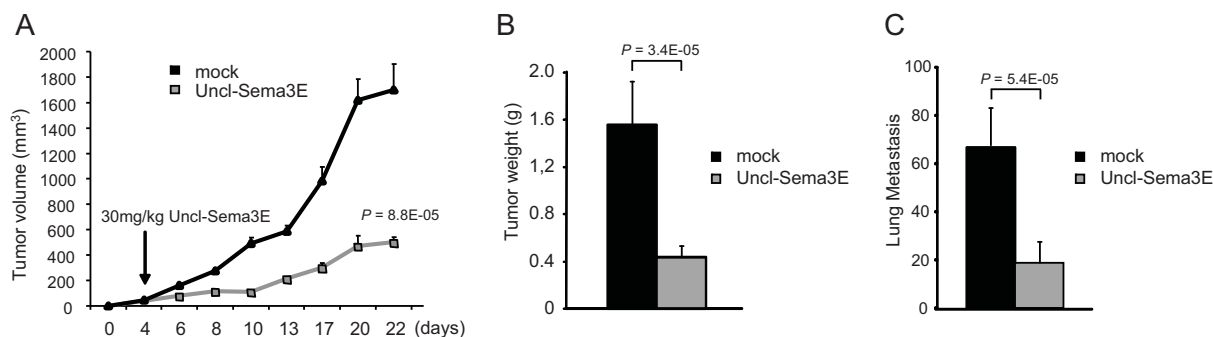 A
Tumor volume (mm³)
2000
1800
1600
1400
1200
1000
800
600
400
200
0
mock
Uncl-Sema3E
30mg/kg Uncl-Sema3E
P = 8.8E-05
0 4 6 8 10 13 17 20 22 (days)
B
P = 3.4E-05
Tumor weight (g)
2.0
1.6
1.2
0.8
0.4
0
mock
Uncl-Sema3E
C
P = 5.4E-05
Lung Metastasis
100
80
60
40
20
0
mock
Uncl-Sema3E